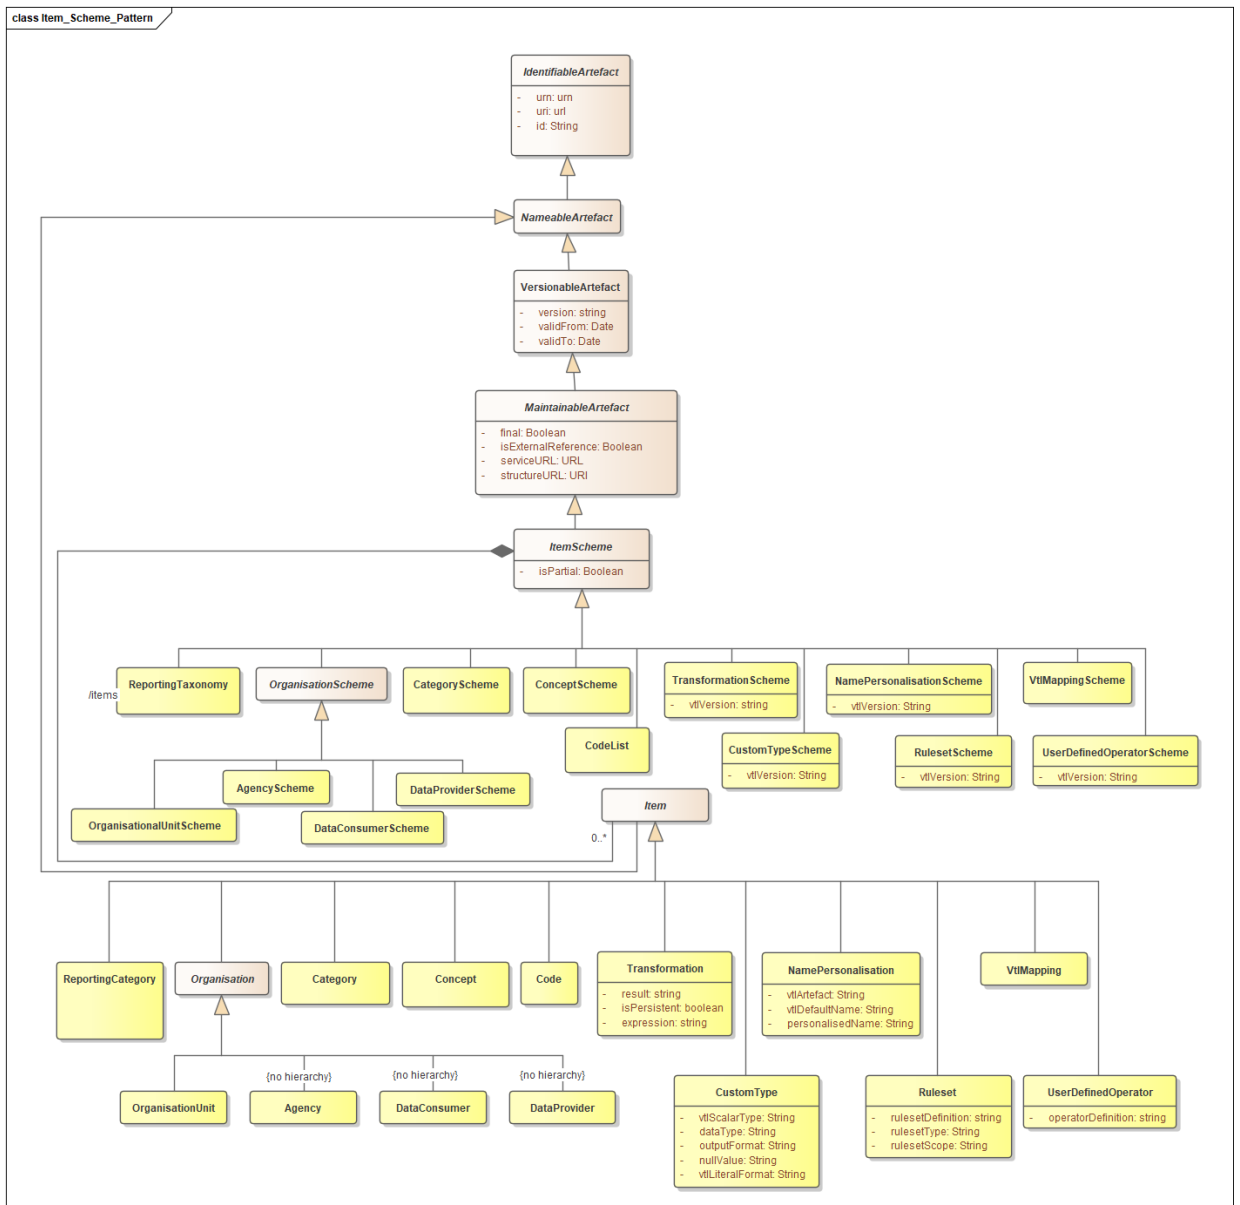 class Item_Scheme_Pattern
IdentifiableArtefact
- urn: urn
- uri: url
- id: String
NameableArtefact
VersionableArtefact
- version: string
- validFrom: Date
- validTo: Date
MaintainableArtefact
- final: Boolean
- isExternalReference: Boolean
- serviceURL: URL
- structureURL: URI
ItemScheme
- isPartial: Boolean
/items
ReportingTaxonomy
OrganisationScheme
CategoryScheme
ConceptScheme
CodeList
TransformationScheme
- vtlVersion: string
CustomTypeScheme
- vtlVersion: String
NamePersonalisationScheme
- vtlVersion: String
RulesetScheme
- vtlVersion: String
VtlMappingScheme
UserDefinedOperatorScheme
- vtlVersion: String
OrganisationalUnitScheme
AgencyScheme
DataConsumerScheme
DataProviderScheme
Item
0..*
ReportingCategory
Organisation
Category
Concept
Code
Transformation
- result: string
- isPersistent: boolean
- expression: string
NamePersonalisation
- vtlArtefact: String
- vtlDefaultName: String
- personalisedName: String
VtlMapping
{no hierarchy}
{no hierarchy}
{no hierarchy}
OrganisationUnit
Agency
DataConsumer
DataProvider
CustomType
- vtlScalarType: String
- dataType: String
- outputFormat: String
- nullValue: String
- vtlLiteralFormat: String
Ruleset
- rulesetDefinition: string
- rulesetType: String
- rulesetScope: String
UserDefinedOperator
- operatorDefinition: string